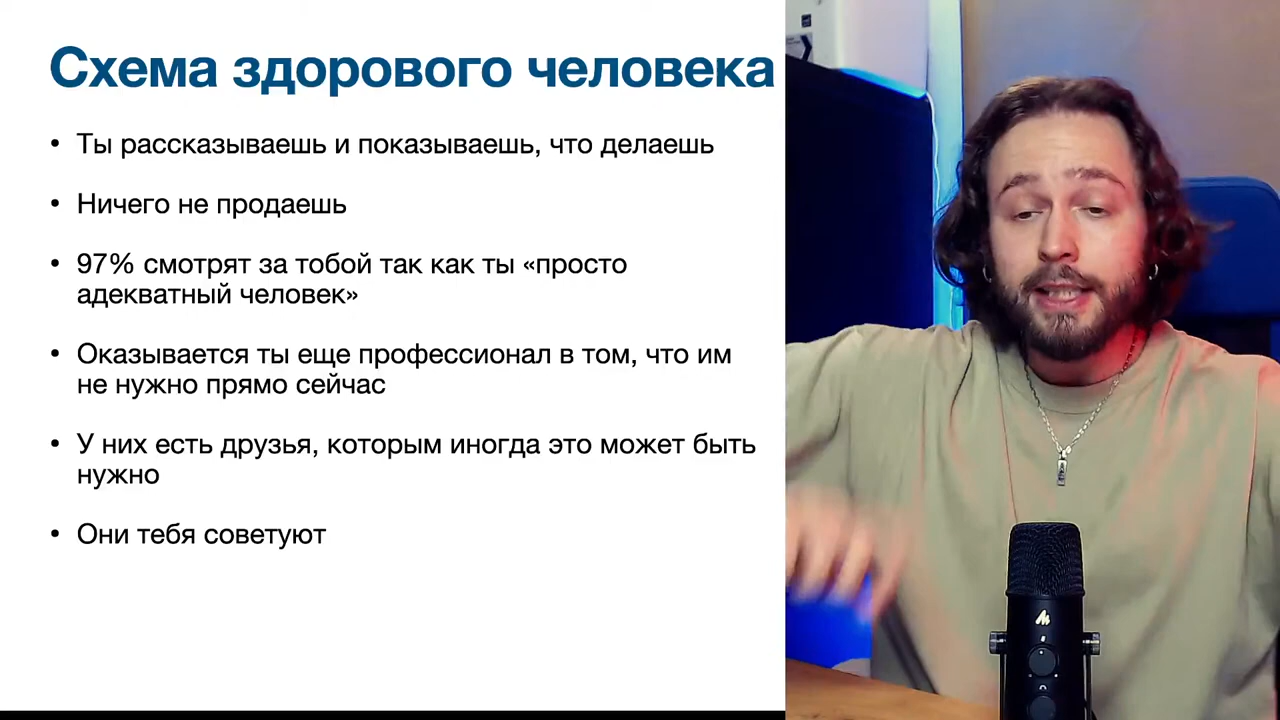 Схема здорового человека
• Ты рассказываешь и показываешь, что делаешь
• Ничего не продаешь
• 97% смотрят за тобой так как ты «просто
адекватный человек»
• Оказывается ты еще профессионал в том, что им
не нужно прямо сейчас
• У них есть друзья, которым иногда это может быть
нужно
• Они тебя советуют